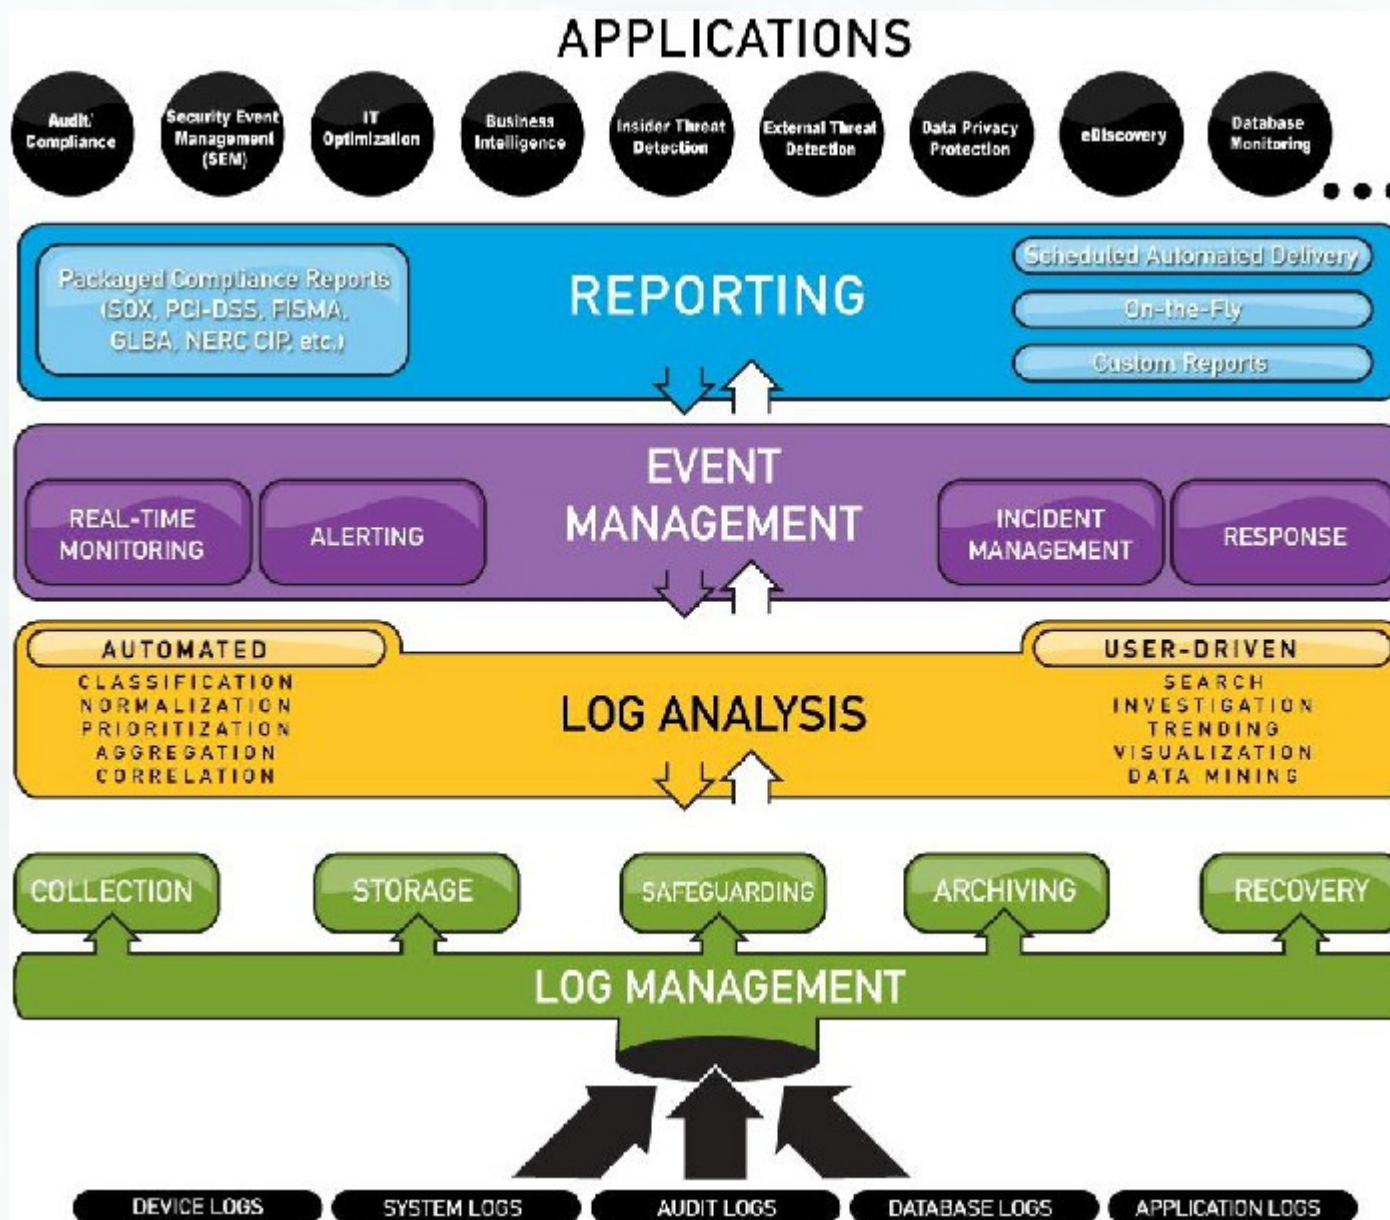 APPLICATIONS
Audit/
Compliance
Security Event
Management
(SEM)
IT
Optimization
Business
Intelligence
Insider Threat
Detection
External Threat
Detection
Data Privacy
Protection
eDiscovery
Database
Monitoring
REPORTING
Packaged Compliance Reports
(SOX, PCI-DSS, FISMA,
GLBA, NERC CIP, etc.)
Scheduled Automated Delivery
On-the-Fly
Custom Reports
EVENT
MANAGEMENT
REAL-TIME
MONITORING
ALERTING
INCIDENT
MANAGEMENT
RESPONSE
LOG ANALYSIS
AUTOMATED
CLASSIFICATION
NORMALIZATION
PRIORITIZATION
AGGREGATION
CORRELATION
USER-DRIVEN
SEARCH
INVESTIGATION
TRENDING
VISUALIZATION
DATA MINING
COLLECTION
STORAGE
SAFEGUARDING
ARCHIVING
RECOVERY
LOG MANAGEMENT
DEVICE LOGS
SYSTEM LOGS
AUDIT LOGS
DATABASE LOGS
APPLICATION LOGS